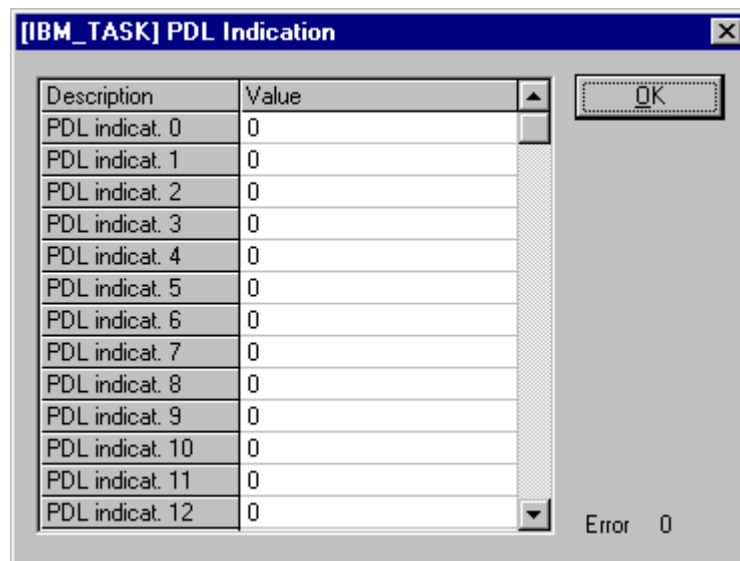 [IBM_TASK] PDL Indication
Description Value
OK
PDL indicat. 0 0
PDL indicat. 1 0
PDL indicat. 2 0
PDL indicat. 3 0
PDL indicat. 4 0
PDL indicat. 5 0
PDL indicat. 6 0
PDL indicat. 7 0
PDL indicat. 8 0
PDL indicat. 9 0
PDL indicat. 10 0
PDL indicat. 11 0
PDL indicat. 12 0
Error 0